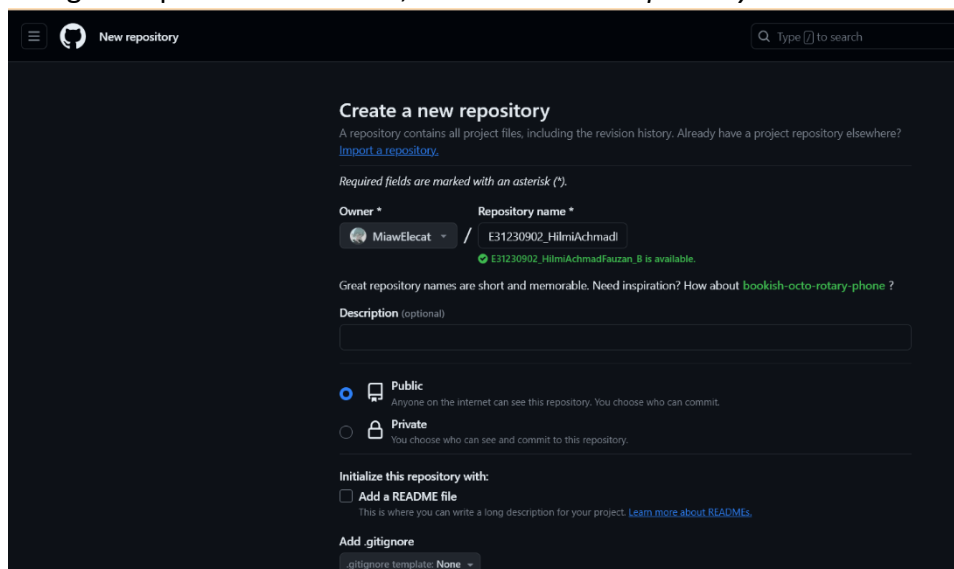 New repository
Type / to search
Create a new repository
A repository contains all project files, including the revision history. Already have a project repository elsewhere?
Import a repository.
Required fields are marked with an asterisk (*).
Owner *
Repository name *
MiawElecat
/
E31230902_HilmiAchmadI
E31230902_HilmiAchmadFauzan_B is available.
Great repository names are short and memorable. Need inspiration? How about bookish-octo-rotary-phone ?
Description (optional)
Public
Anyone on the internet can see this repository. You choose who can commit.
Private
You choose who can see and commit to this repository.
Initialize this repository with:
Add a README file
This is where you can write a long description for your project. Learn more about READMEs.
Add .gitignore
.gitignore template: None